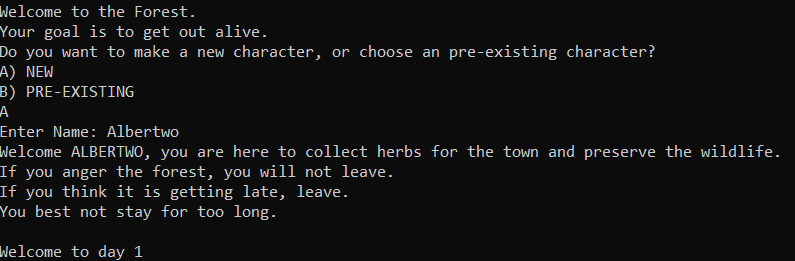 Welcome to the Forest.
Your goal is to get out alive.
Do you want to make a new character, or choose an pre-existing character?
A) NEW
B) PRE-EXISTING
A
Enter Name: Albertwo
Welcome ALBERTWO, you are here to collect herbs for the town and preserve the wildlife.
If you anger the forest, you will not leave.
If you think it is getting late, leave.
You best not stay for too long.
Welcome to day 1